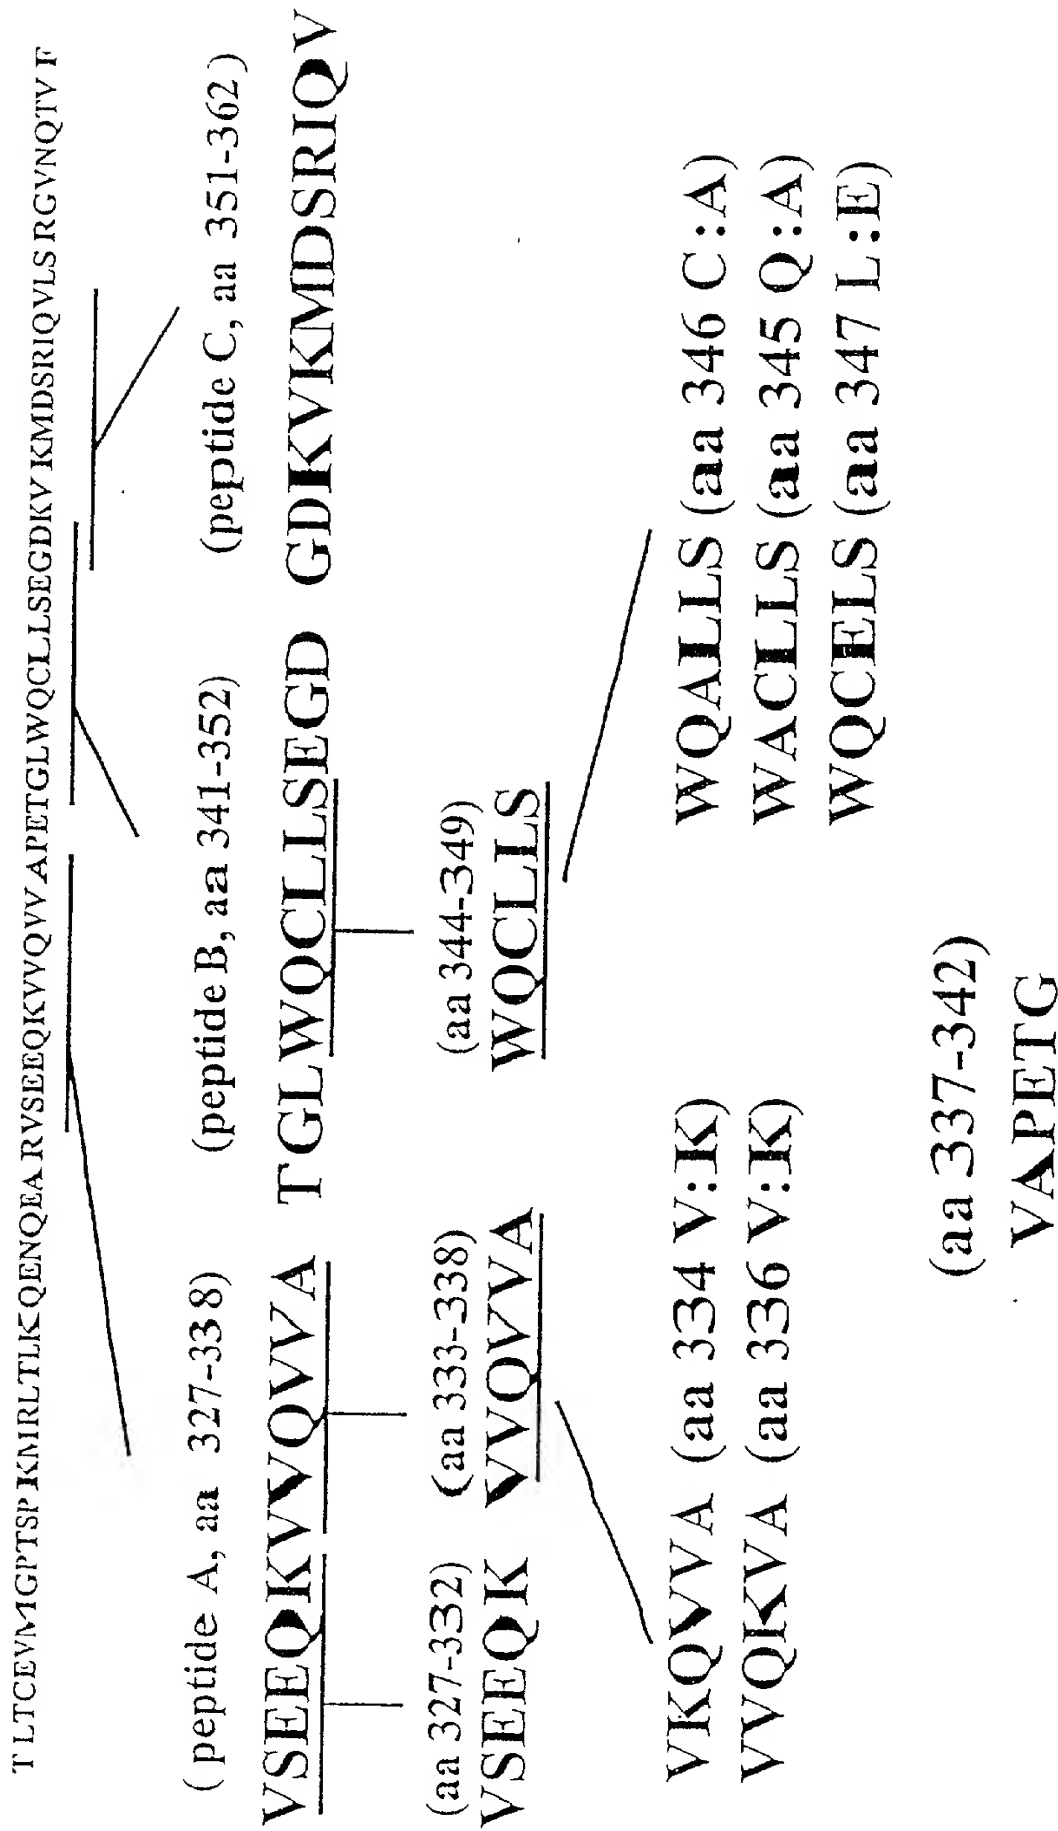 T LTCEVMGPTSP KMRLTLKQENQEA RVSEEQKVVQVV APETGLWQCLLSEGDKV KMDSRIQVLS RGVNQTV F
(peptide A, aa 327-338) (peptide B, aa 341-352) (peptide C, aa 351-362)
VSEEQKVVQVVA TGLWQCLLSEGD GDKVKMDSRIQV
(aa 327-332) (aa 333-338) (aa 344-349)
VSEEQK VVQVVA WQCLLS
VKQVVA (aa 334 V:K) WQALLS (aa 346 C:A)
VVQKVA (aa 336 V:K) WACLLS (aa 345 Q:A)
WQCELS (aa 347 L:E)
(aa 337-342)
VAPETG